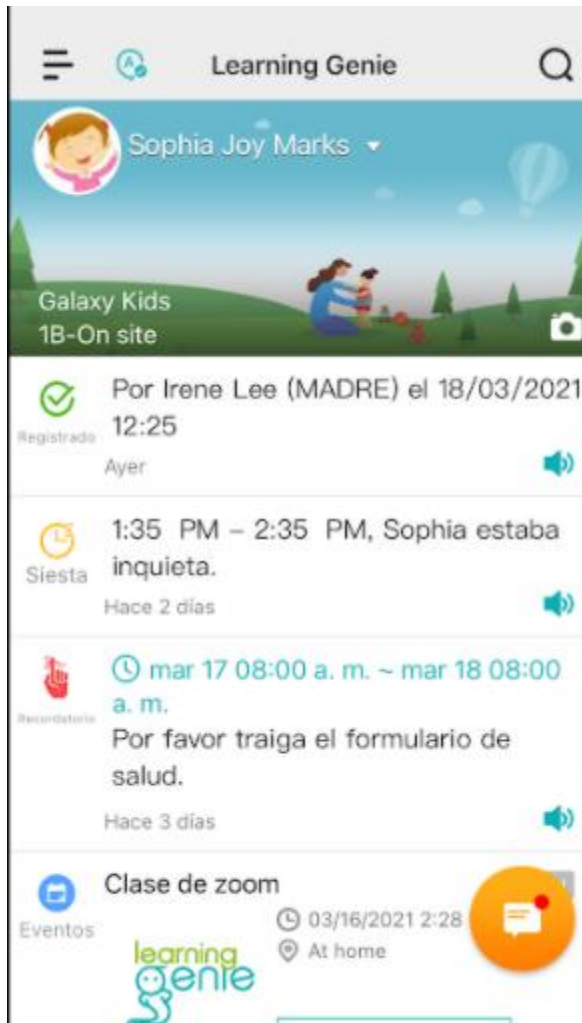 Learning Genie
Sophia Joy Marks
Galaxy Kids
1B-On site
Por Irene Lee (MADRE) el 18/03/2021
12:25
Registrado
Ayer
1:35 PM – 2:35 PM, Sophia estaba
inquieta.
Siesta
Hace 2 días
mar 17 08:00 a. m. ~ mar 18 08:00
a. m.
Recordatorio
Por favor traiga el formulario de
salud.
Hace 3 días
Clase de zoom
Eventos
03/16/2021 2:28
At home
learning
genie